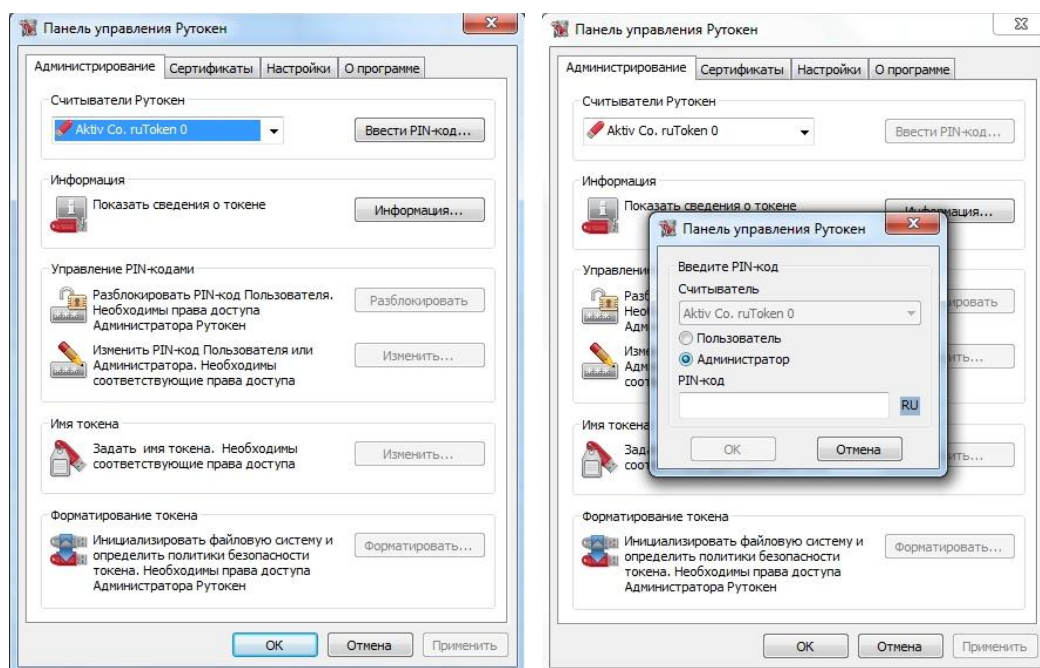 Панель управления Рутокен
Администрирование Сертификаты Настройки О программе
Считыватели Рутокен
Aktiv Co. ruToken 0
Ввести PIN-код...
Информация
Показать сведения о токене
Информация...
Управление PIN-кодами
Разблокировать PIN-код Пользователя.
Необходимы права доступа
Администратора Рутокен
Разблокировать
Изменить PIN-код Пользователя или
Администратора. Необходимы
соответствующие права доступа
Изменить...
Имя токена
Задать имя токена. Необходимы
соответствующие права доступа
Изменить...
Форматирование токена
Инициализировать файловую систему и
определить политики безопасности
токена. Необходимы права доступа
Администратора Рутокен
Форматировать...
OK Отмена Применить
Панель управления Рутокен
Администрирование Сертификаты Настройки О программе
Считыватели Рутокен
Aktiv Co. ruToken 0
Ввести PIN-код...
Информация
Показать сведения о токене
Панель управления Рутокен
Введите PIN-код
Считыватель
Aktiv Co. ruToken 0
Пользователь
Администратор
PIN-код
RU
OK Отмена
Форматирование токена
Инициализировать файловую систему и
определить политики безопасности
токена. Необходимы права доступа
Администратора Рутокен
Форматировать...
OK Отмена Применить